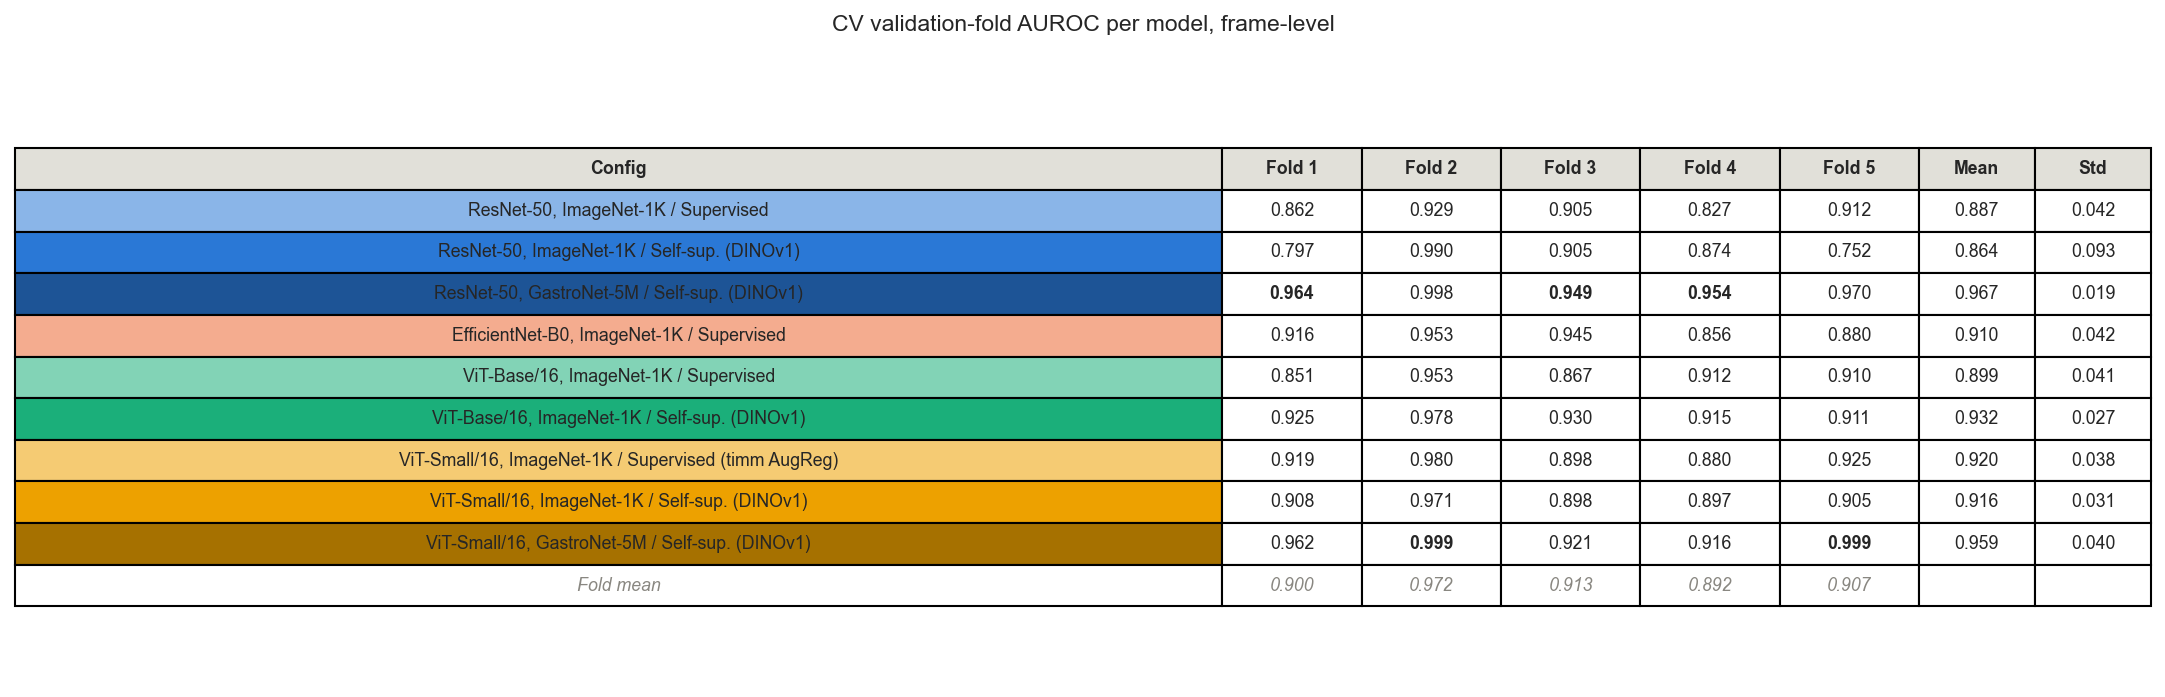 CV validation-fold AUROC per model, frame-level
Config Fold 1 Fold 2 Fold 3 Fold 4 Fold 5 Mean Std
ResNet-50, ImageNet-1K / Supervised 0.862 0.929 0.905 0.827 0.912 0.887 0.042
ResNet-50, ImageNet-1K / Self-sup. (DINOv1) 0.797 0.990 0.905 0.874 0.752 0.864 0.093
ResNet-50, GastroNet-5M / Self-sup. (DINOv1) 0.964 0.998 0.949 0.954 0.970 0.967 0.019
EfficientNet-B0, ImageNet-1K / Supervised 0.916 0.953 0.945 0.856 0.880 0.910 0.042
ViT-Base/16, ImageNet-1K / Supervised 0.851 0.953 0.867 0.912 0.910 0.899 0.041
ViT-Base/16, ImageNet-1K / Self-sup. (DINOv1) 0.925 0.978 0.930 0.915 0.911 0.932 0.027
ViT-Small/16, ImageNet-1K / Supervised (timm AugReg) 0.919 0.980 0.898 0.880 0.925 0.920 0.038
ViT-Small/16, ImageNet-1K / Self-sup. (DINOv1) 0.908 0.971 0.898 0.897 0.905 0.916 0.031
ViT-Small/16, GastroNet-5M / Self-sup. (DINOv1) 0.962 0.999 0.921 0.916 0.999 0.959 0.040
Fold mean 0.900 0.972 0.913 0.892 0.907